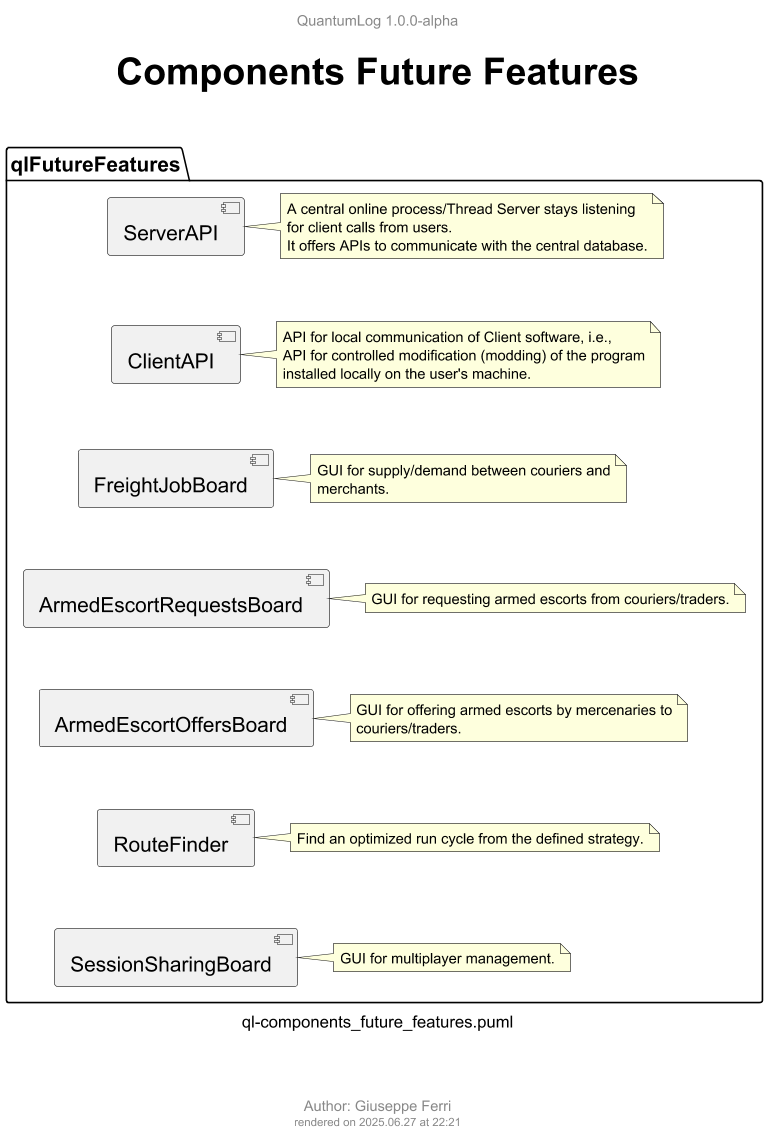 QuantumLog 1.0.0-alpha
Components Future Features
qlFutureFeatures
ServerAPI
A central online process/Thread Server stays listening
for client calls from users.
It offers APIs to communicate with the central database.
ClientAPI
API for local communication of Client software, i.e.,
API for controlled modification (modding) of the program
installed locally on the user's machine.
FreightJobBoard
GUI for supply/demand between couriers and
merchants.
ArmedEscortRequestsBoard
GUI for requesting armed escorts from couriers/traders.
ArmedEscortOffersBoard
GUI for offering armed escorts by mercenaries to
couriers/traders.
RouteFinder
Find an optimized run cycle from the defined strategy.
SessionSharingBoard
GUI for multiplayer management.
ql-components_future_features.puml
Author: Giuseppe Ferri
rendered on 2025.06.27 at 22:21